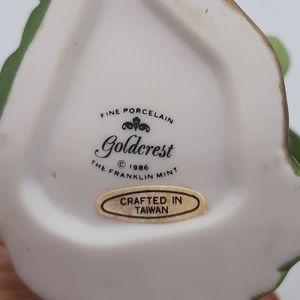 FINE PORCELAIN
Goldcrest
© 1986
THE FRANKLIN MINT
CRAFTED IN
TAIWAN